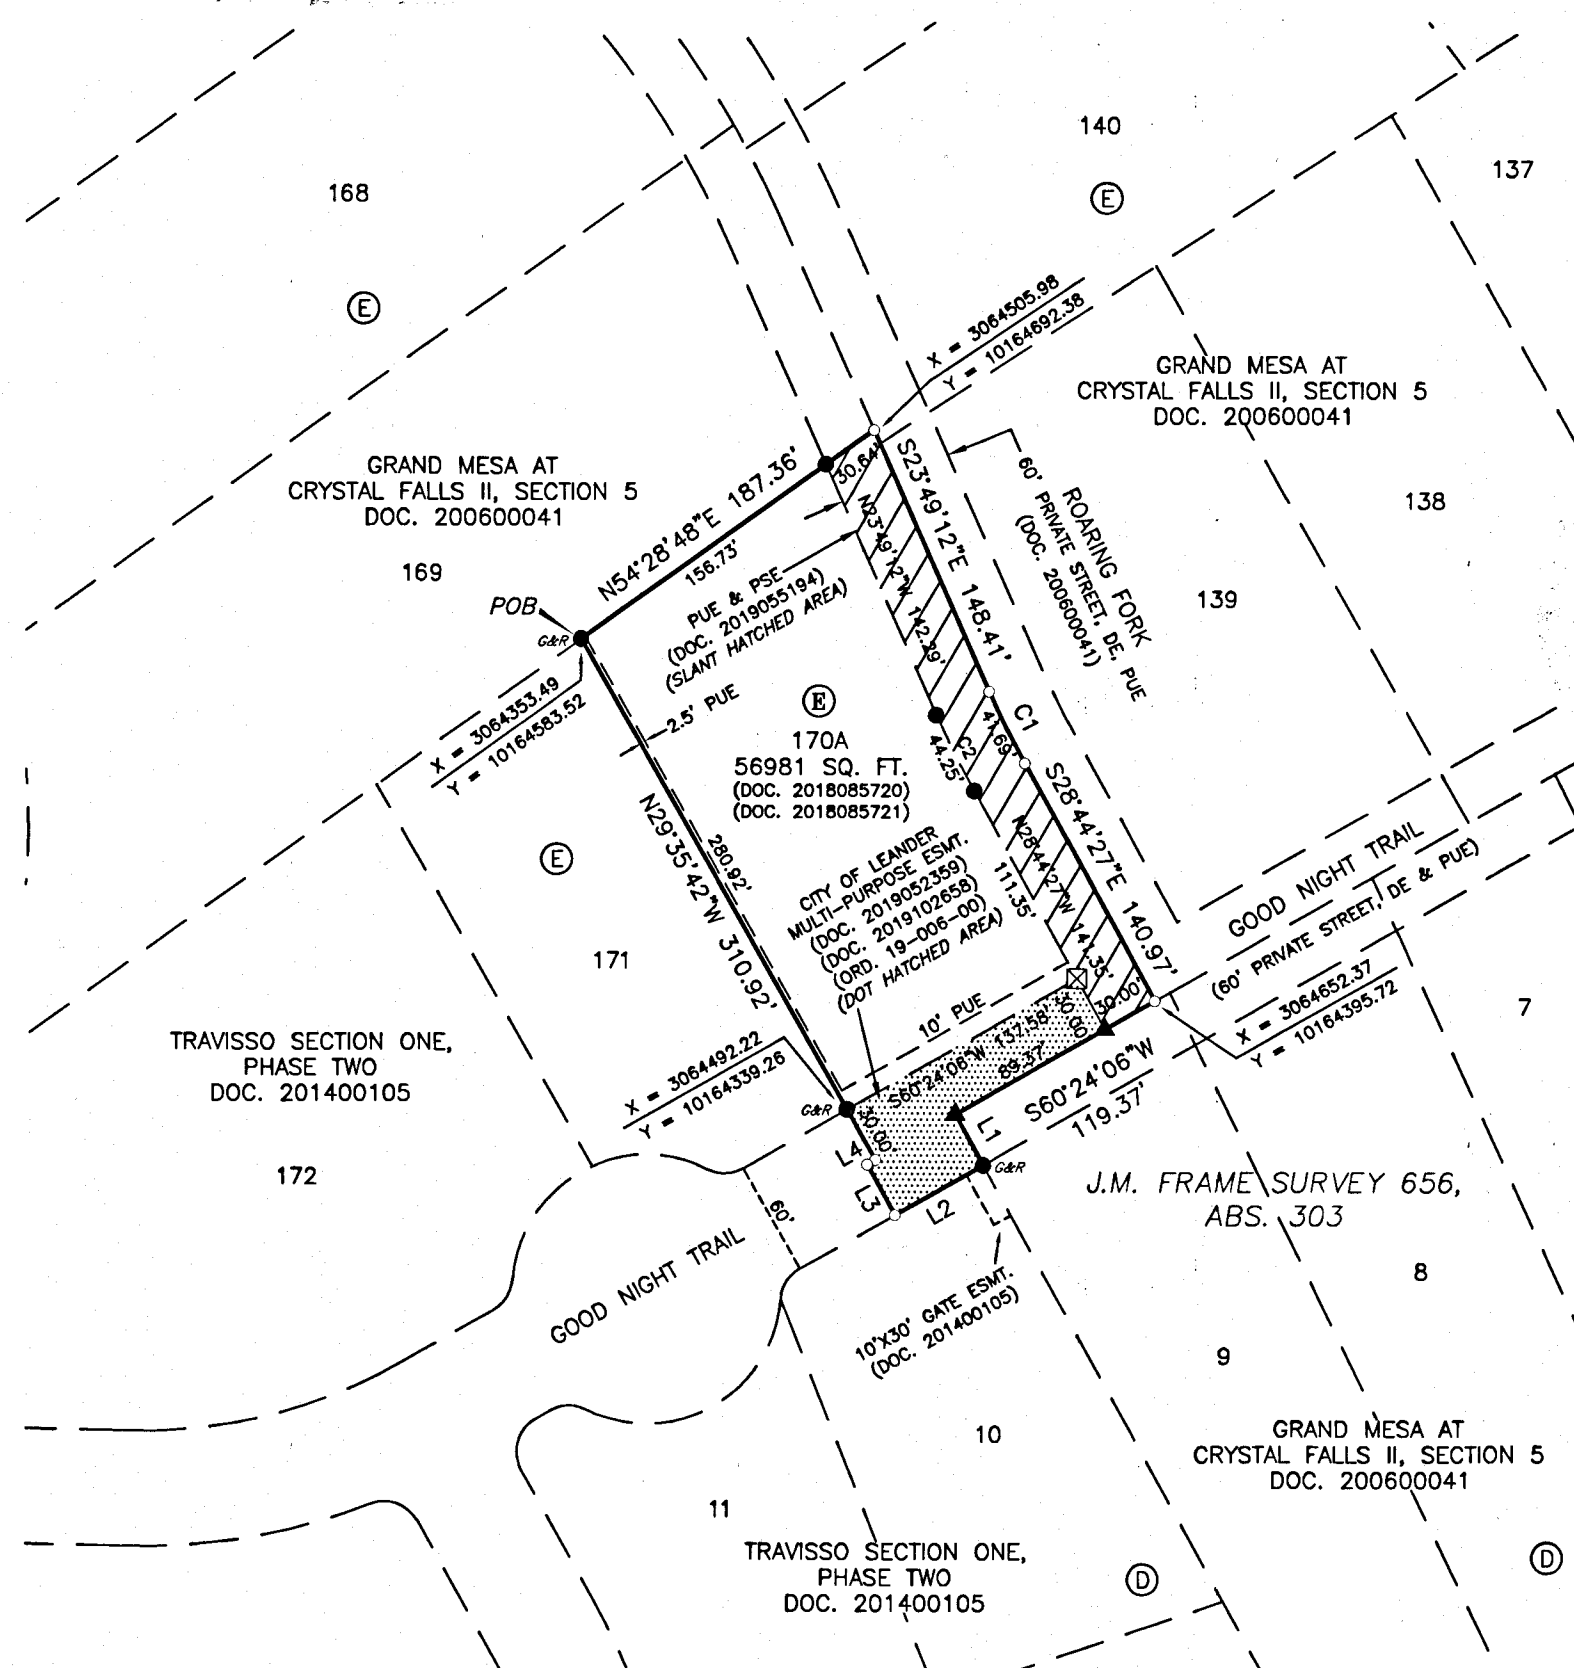 140
137
168
E
E
X = 3064505.98
Y = 10164692.38
GRAND MESA AT
CRYSTAL FALLS II, SECTION 5
DOC. 200600041
GRAND MESA AT
CRYSTAL FALLS II, SECTION 5
DOC. 200600041
169
138
139
N54°28'48"E 187.36'
156.73'
30.64'
S23°49'12"E 148.41'
N23°49'12"W 142.29'
60' PRIVATE STREET, DE, PUE
(DOC. 200600041)
ROARING FORK
POB
G&R
PUE & PSE
(DOC. 2019055194)
(SLANT HATCHED AREA)
X = 3064353.49
Y = 10164583.52
2.5' PUE
E
170A
56981 SQ. FT.
(DOC. 2018085720)
(DOC. 2018085721)
C1
41.69'
C2
44.25'
S28°44'27"E 140.97'
N28°44'27"W 141.35'
111.35'
N29°35'42"W 310.92'
280.92'
E
171
CITY OF LEANDER
MULTI-PURPOSE ESMT.
(DOC. 2019052359)
(DOC. 2019102658)
(ORD. 19-006-00)
(DOT HATCHED AREA)
GOOD NIGHT TRAIL
(60' PRIVATE STREET, DE & PUE)
X = 3064652.37
Y = 10164395.72
7
10' PUE
S60°24'06"W 137.58'
30.00'
30.00'
89.37'
S60°24'06"W
119.37'
TRAVISSO SECTION ONE,
PHASE TWO
DOC. 201400105
X = 3064492.22
Y = 10164339.26
G&R
30.00'
L4
L1
G&R
L3
L2
172
60'
J.M. FRAME SURVEY 656,
ABS. 303
GOOD NIGHT TRAIL
10'X30' GATE ESMT.
(DOC. 201400105)
8
9
10
11
GRAND MESA AT
CRYSTAL FALLS II, SECTION 5
DOC. 200600041
TRAVISSO SECTION ONE,
PHASE TWO
DOC. 201400105
D
D